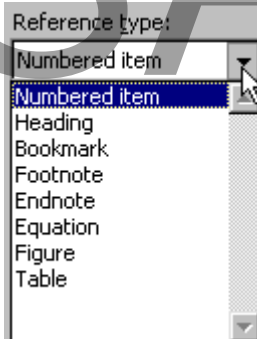 Reference type:
Numbered item
Numbered item
Heading
Bookmark
Footnote
Endnote
Equation
Figure
Table